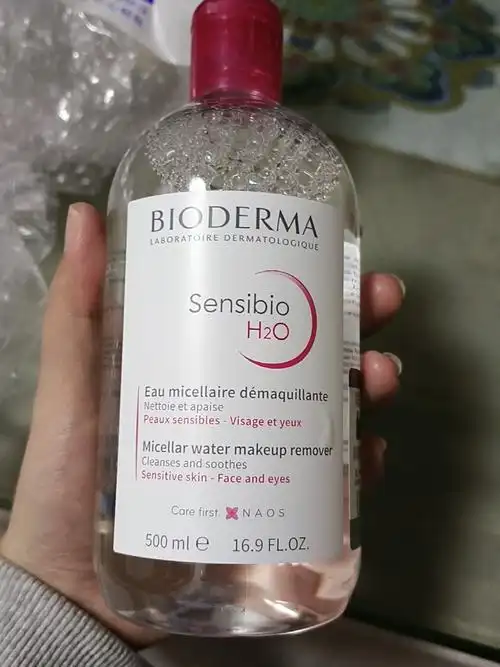 BIODERMA
LABORATOIRE DERMATOLOGIQUE
Sensibio
H2O
Eau micellaire démaquillante
Nettoie et apaise
Peaux sensibles - Visage et yeux
Micellar water makeup remover
Cleanses and soothes
Sensitive skin - Face and eyes
Care first. NAOS
500 ml ℮ 16.9 FL.OZ.